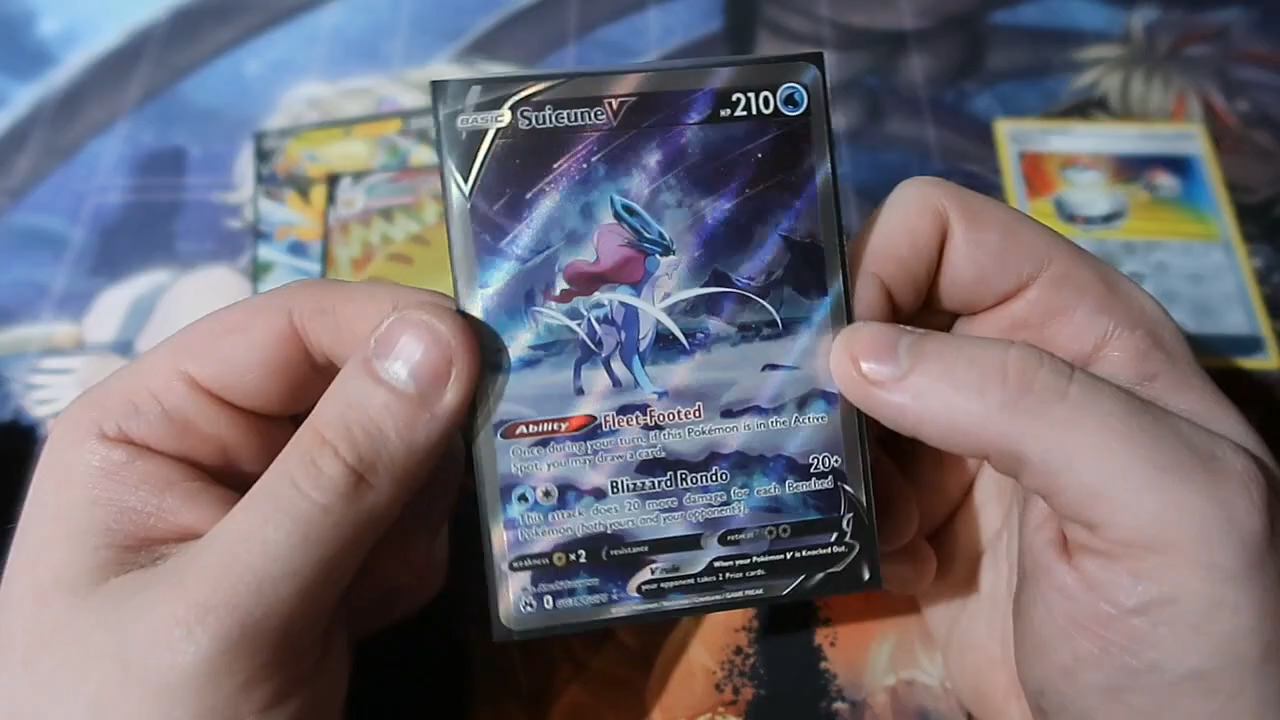 BASIC Suicune V HP 210
Ability Fleet-Footed
Once during your turn, if this Pokémon is in the Active
Spot, you may draw a card.
Blizzard Rondo 20+
This attack does 20 more damage for each Benched
Pokémon (both yours and your opponent's).
weakness ×2 resistance retreat
V rule When your Pokémon V is Knocked Out,
your opponent takes 2 Prize cards.